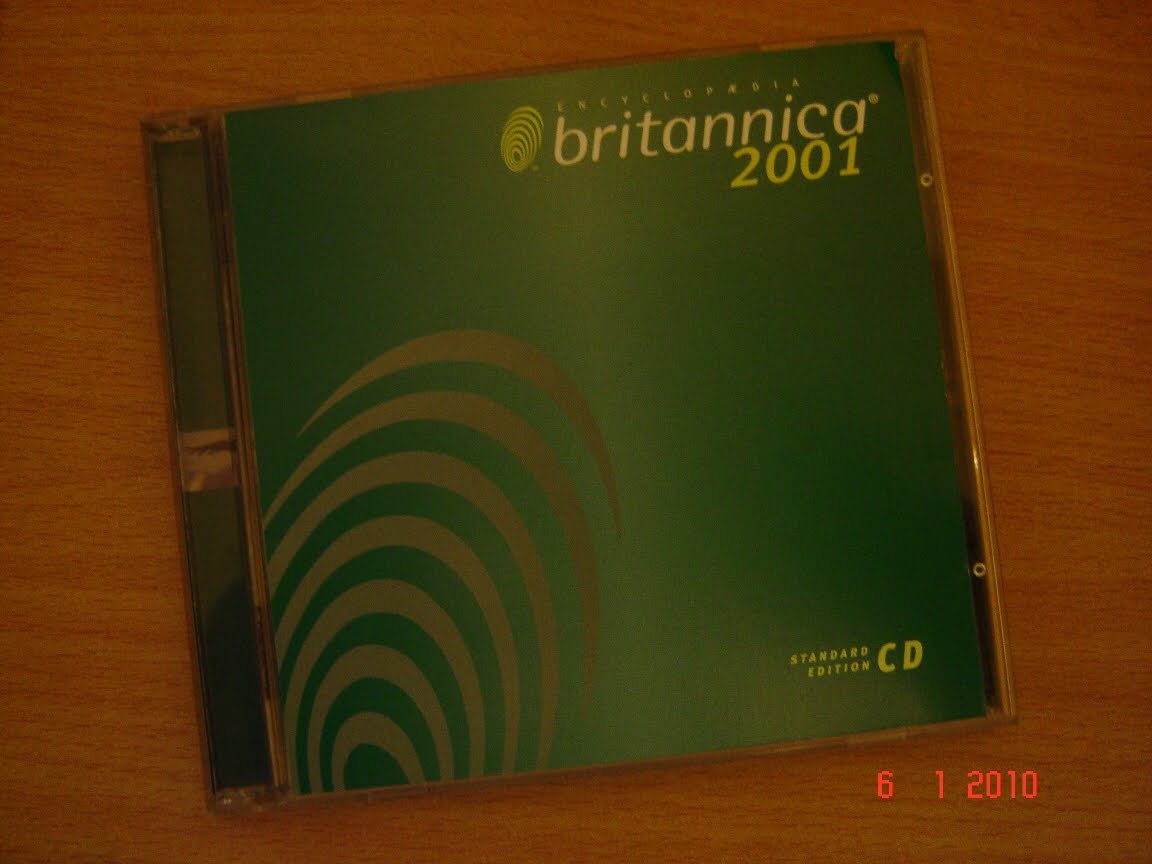 ENCYCLOPÆDIA
britannica®
2001
STANDARD
EDITION CD
6 1 2010